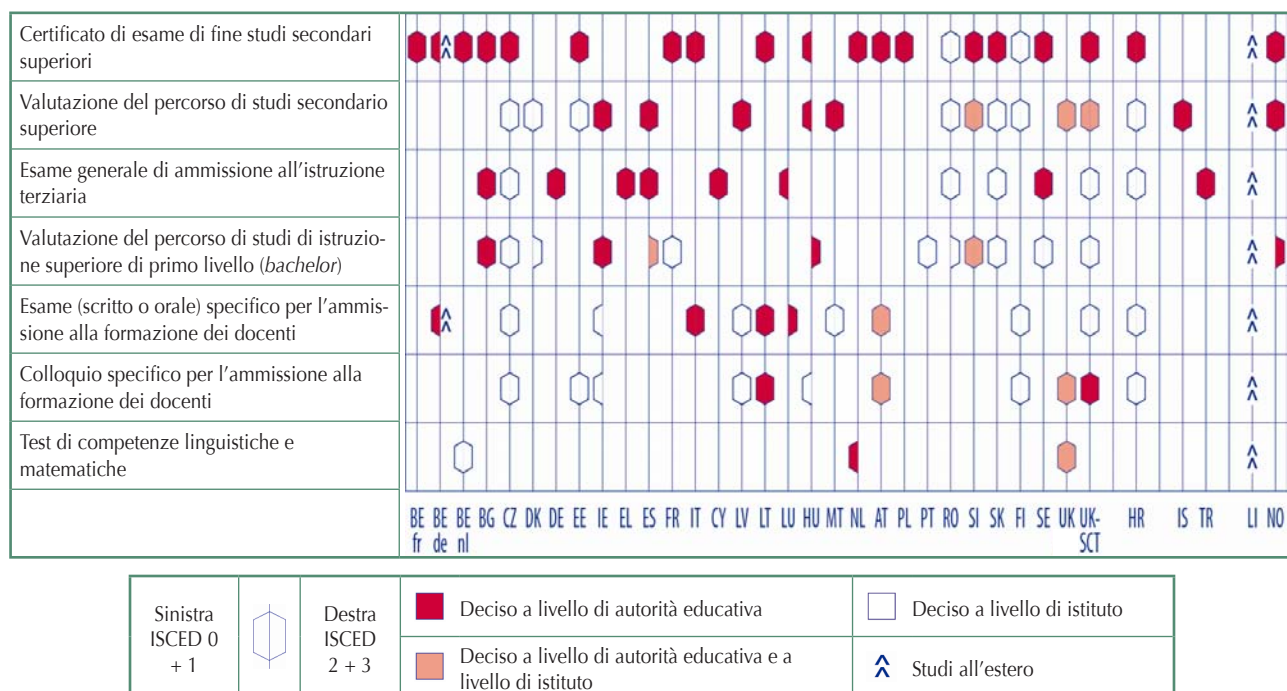 Certificato di esame di fine studi secondari
superiori
Valutazione del percorso di studi secondario
superiore
Esame generale di ammissione all'istruzione
terziaria
Valutazione del percorso di studi di istruzio-
ne superiore di primo livello (bachelor)
Esame (scritto o orale) specifico per l'ammis-
sione alla formazione dei docenti
Colloquio specifico per l'ammissione alla
formazione dei docenti
Test di competenze linguistiche e
matematiche
BE BE BE BG CZ DK DE EE IE EL ES FR IT CY LV LT LU HU MT NL AT PL PT RO SI SK FI SE UK UK- HR IS TR LI NO
fr de nl SCT
Sinistra
ISCED 0
+ 1
Destra
ISCED
2 + 3
Deciso a livello di autorità educativa
Deciso a livello di istituto
Deciso a livello di autorità educativa e a
livello di istituto
Studi all'estero